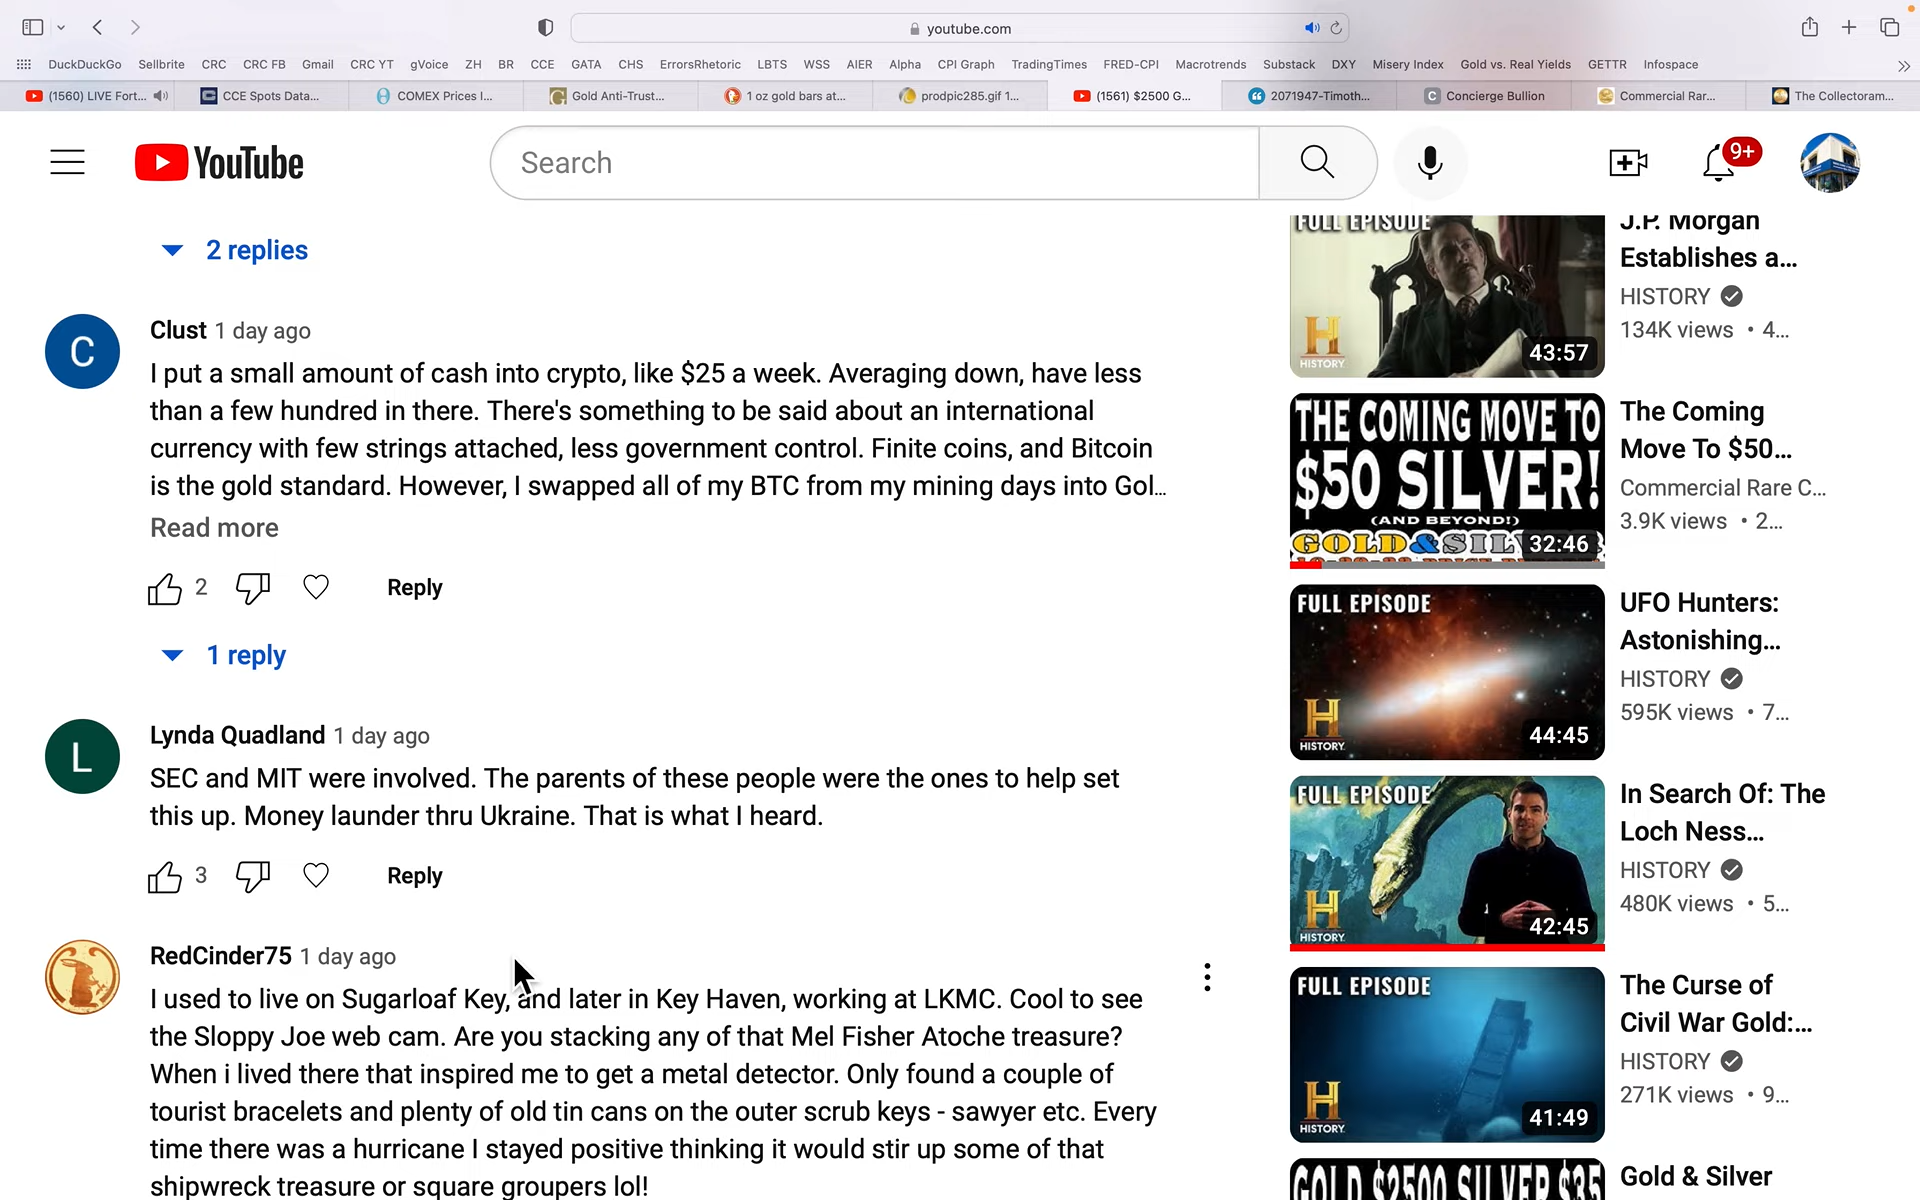 youtube.com
DuckDuckGo Sellbrite CRC CRC FB Gmail CRC YT gVoice ZH BR CCE GATA CHS ErrorsRhetoric LBTS WSS AIER Alpha CPI Graph TradingTimes FRED-CPI Macrotrends Substack DXY Misery Index Gold vs. Real Yields GETTR Infospace
(1560) LIVE Fort... CCE Spots Data... COMEX Prices I... Gold Anti-Trust... 1 oz gold bars at... prodpic285.gif 1... (1561) $2500 G... 2071947-Timoth... Concierge Bullion Commercial Rar... The Collectoram...
YouTube
Search
9+
2 replies
Clust 1 day ago
C
I put a small amount of cash into crypto, like $25 a week. Averaging down, have less
than a few hundred in there. There's something to be said about an international
currency with few strings attached, less government control. Finite coins, and Bitcoin
is the gold standard. However, I swapped all of my BTC from my mining days into Gol...
Read more
2 Reply
1 reply
Lynda Quadland 1 day ago
L
SEC and MIT were involved. The parents of these people were the ones to help set
this up. Money launder thru Ukraine. That is what I heard.
3 Reply
RedCinder75 1 day ago
I used to live on Sugarloaf Key, and later in Key Haven, working at LKMC. Cool to see
the Sloppy Joe web cam. Are you stacking any of that Mel Fisher Atoche treasure?
When i lived there that inspired me to get a metal detector. Only found a couple of
tourist bracelets and plenty of old tin cans on the outer scrub keys - sawyer etc. Every
time there was a hurricane I stayed positive thinking it would stir up some of that
shipwreck treasure or square groupers lol!
FULL EPISODE
H
HISTORY
43:57
J.P. Morgan
Establishes a...
HISTORY
134K views • 4...
THE COMING MOVE TO
$50 SILVER!
(AND BEYOND!)
GOLD&SIL
32:46
The Coming
Move To $50...
Commercial Rare C...
3.9K views • 2...
FULL EPISODE
H
HISTORY
44:45
UFO Hunters:
Astonishing...
HISTORY
595K views • 7...
FULL EPISODE
H
HISTORY
42:45
In Search Of: The
Loch Ness...
HISTORY
480K views • 5...
FULL EPISODE
H
HISTORY
41:49
The Curse of
Civil War Gold:...
HISTORY
271K views • 9...
GOLD $2500 SILVER $35
Gold & Silver